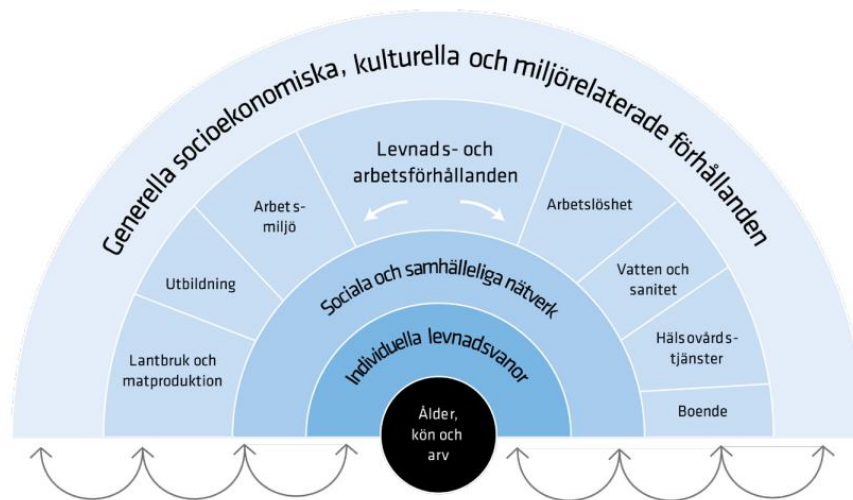 Generella socioekonomiska, kulturella och miljörelaterade förhållanden
Levnads- och
arbetsförhållanden
Arbets-
miljö
Arbetslöshet
Utbildning
Vatten och
sanitet
Lantbruk och
matproduktion
Hälsovårds-
tjänster
Boende
Sociala och samhälleliga nätverk
Individuella levnadsvanor
Ålder,
kön och
arv